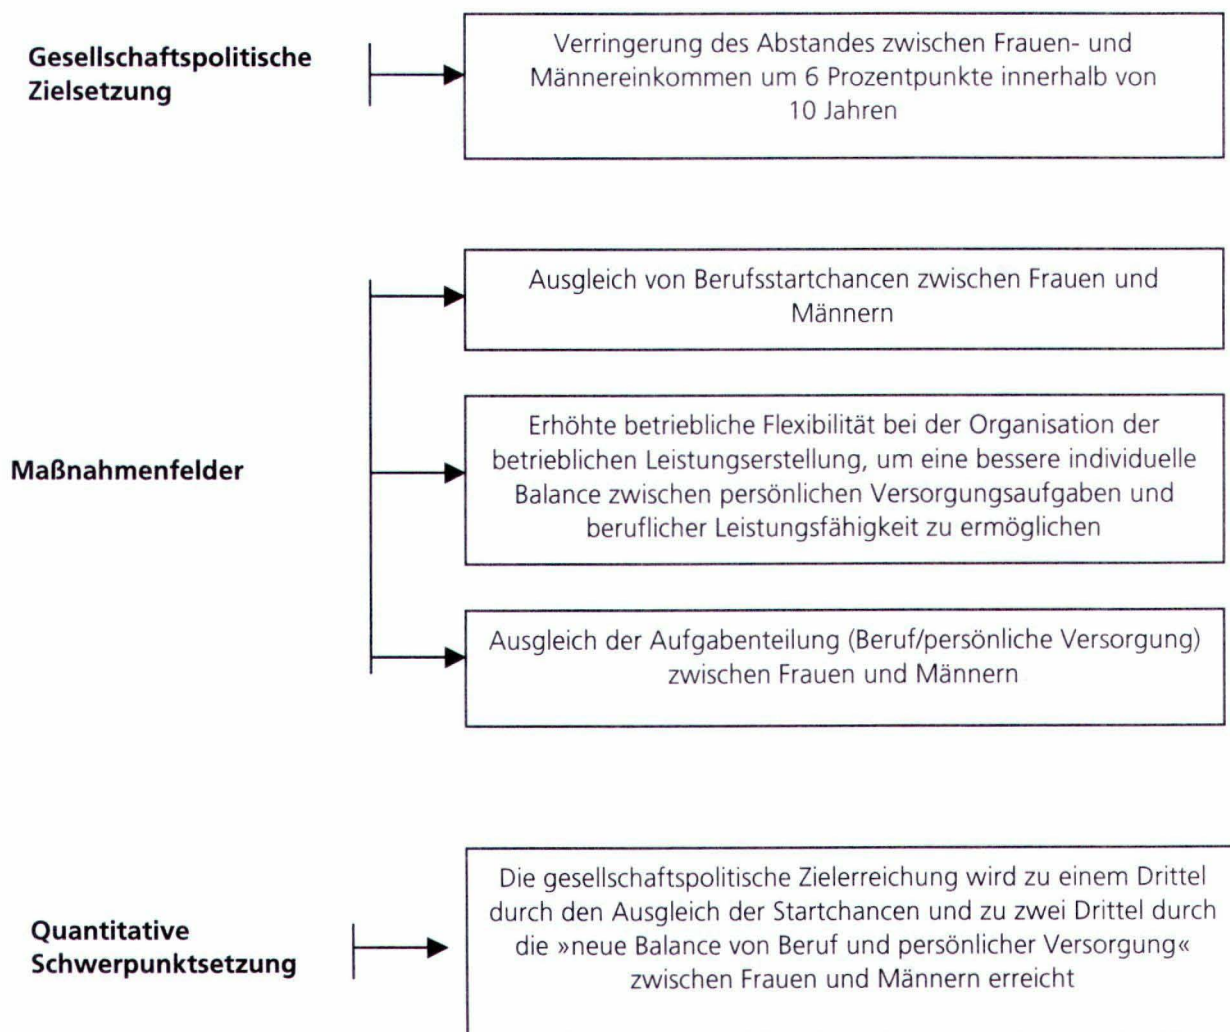 Gesellschaftspolitische
Zielsetzung
Verringerung des Abstandes zwischen Frauen- und
Männereinkommen um 6 Prozentpunkte innerhalb von
10 Jahren
Ausgleich von Berufsstartchancen zwischen Frauen und
Männern
Maßnahmenfelder
Erhöhte betriebliche Flexibilität bei der Organisation der
betrieblichen Leistungserstellung, um eine bessere individuelle
Balance zwischen persönlichen Versorgungsaufgaben und
beruflicher Leistungsfähigkeit zu ermöglichen
Ausgleich der Aufgabenteilung (Beruf/persönliche Versorgung)
zwischen Frauen und Männern
Quantitative
Schwerpunktsetzung
Die gesellschaftspolitische Zielerreichung wird zu einem Drittel
durch den Ausgleich der Startchancen und zu zwei Drittel durch
die »neue Balance von Beruf und persönlicher Versorgung«
zwischen Frauen und Männern erreicht